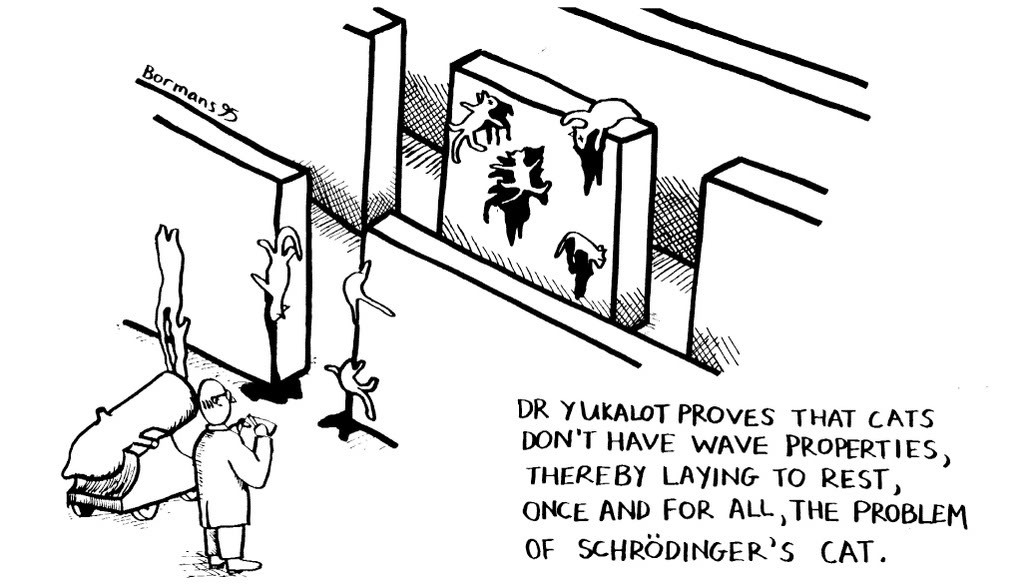 Bormans 95
DR YUKALOT PROVES THAT CATS
DON'T HAVE WAVE PROPERTIES,
THEREBY LAYING TO REST,
ONCE AND FOR ALL, THE PROBLEM
OF SCHRÖDINGER'S CAT.